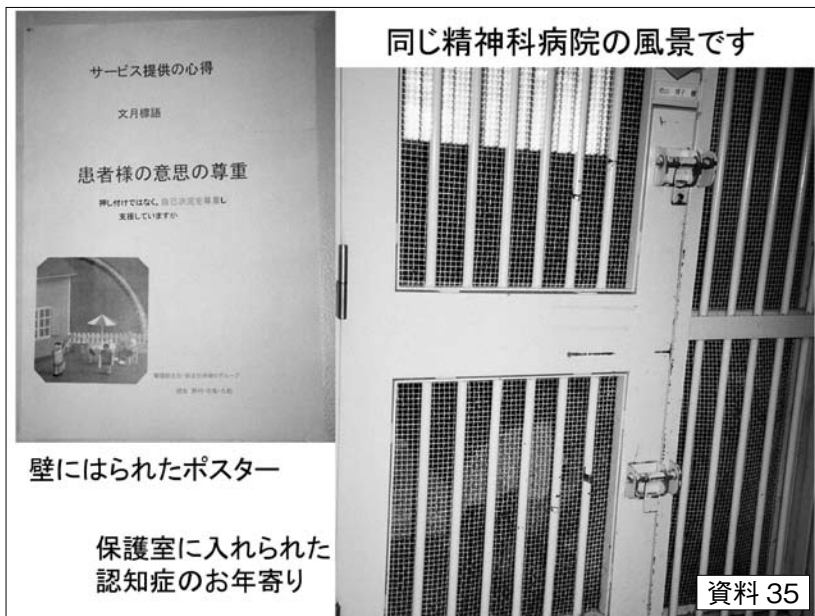 同じ精神科病院の風景です
サービス提供の心得
文月標語
患者様の意思の尊重
押し付けではなく、自己決定を尊重し
支援していますか
壁にはられたポスター
保護室に入れられた
認知症のお年寄り
資料 35